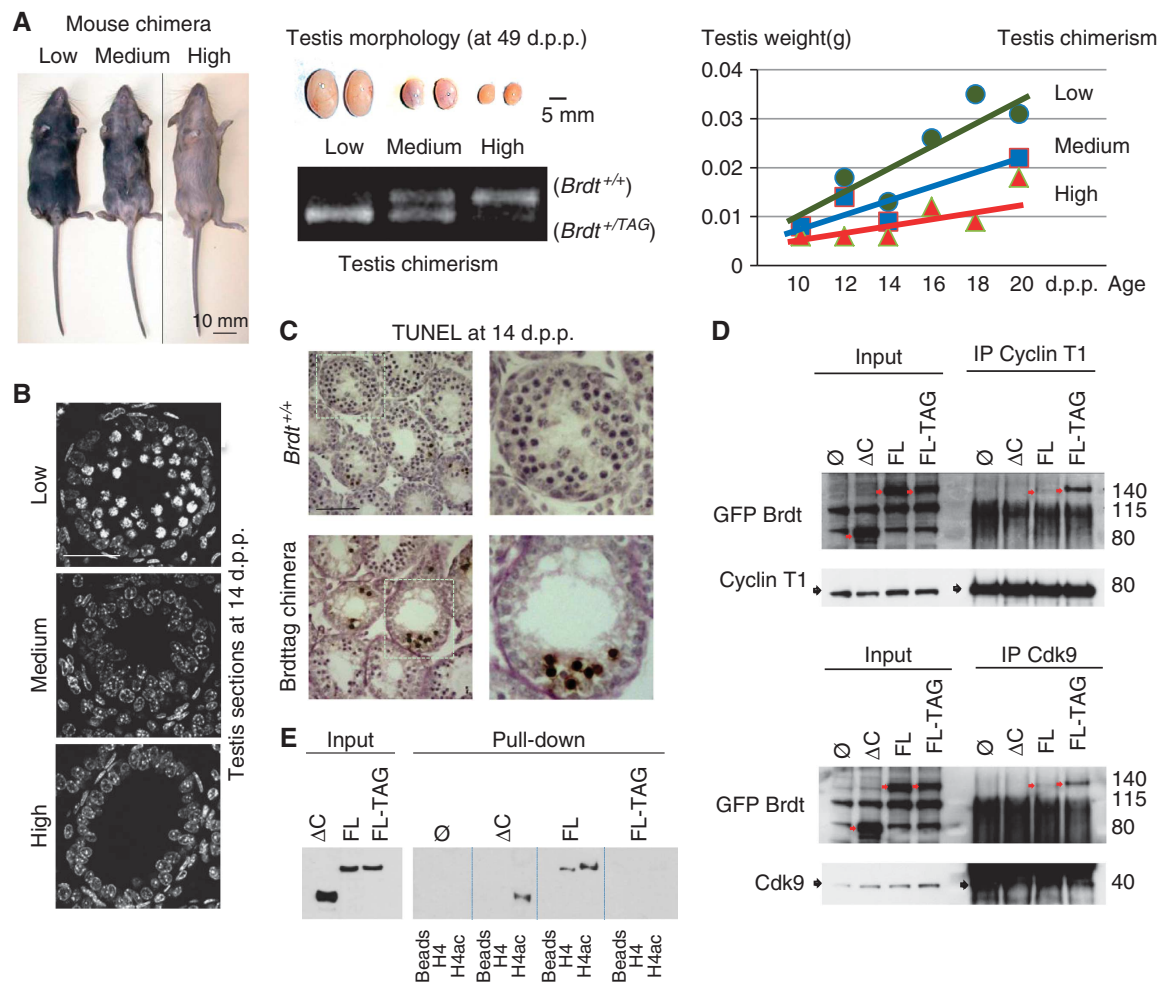 A
Mouse chimera
Low Medium High
10 mm
Testis morphology (at 49 d.p.p.)
5 mm
Low Medium High
(Brdt+/+)
(Brdt+/TAG)
Testis chimerism
Testis weight(g) Testis chimerism
0.04
0.03
0.02
0.01
0
Low
Medium
High
10 12 14 16 18 20 d.p.p. Age
B
Low
Medium
High
Testis sections at 14 d.p.p.
C
TUNEL at 14 d.p.p.
Brdt+/+
Brdttag chimera
D
Input IP Cyclin T1
Ø ΔC FL FL-TAG Ø ΔC FL FL-TAG
GFP Brdt
140
115
80
Cyclin T1
80
Input IP Cdk9
Ø ΔC FL FL-TAG Ø ΔC FL FL-TAG
GFP Brdt
140
115
80
Cdk9
40
E
Input Pull-down
ΔC FL FL-TAG Ø ΔC FL FL-TAG
Beads H4 H4ac Beads H4 H4ac Beads H4 H4ac Beads H4 H4ac